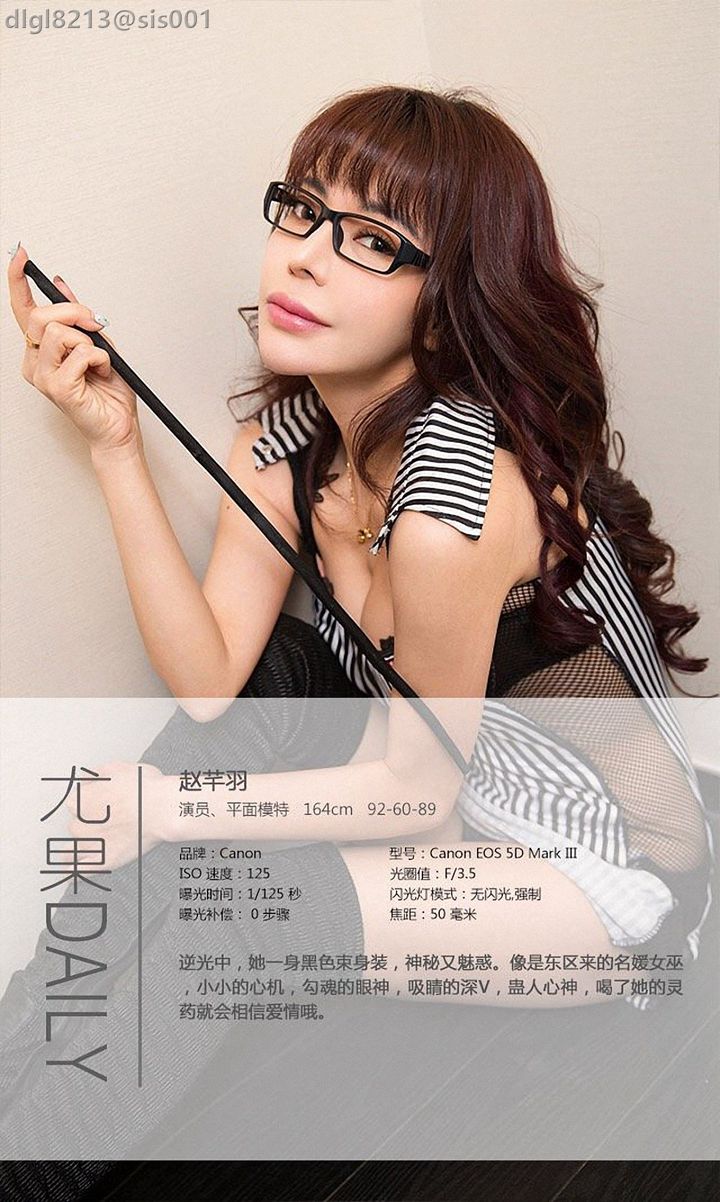 dlgl8213@sis001
尤果DAILY
赵芊羽
演员、平面模特 164cm 92-60-89
品牌：Canon
ISO 速度：125
曝光时间：1/125 秒
曝光补偿： 0 步骤
型号：Canon EOS 5D Mark III
光圈值：F/3.5
闪光灯模式：无闪光,强制
焦距：50 毫米
逆光中，她一身黑色束身装，神秘又魅惑。像是东区来的名媛女巫
，小小的心机，勾魂的眼神，吸睛的深V，蛊人心神，喝了她的灵
药就会相信爱情哦。